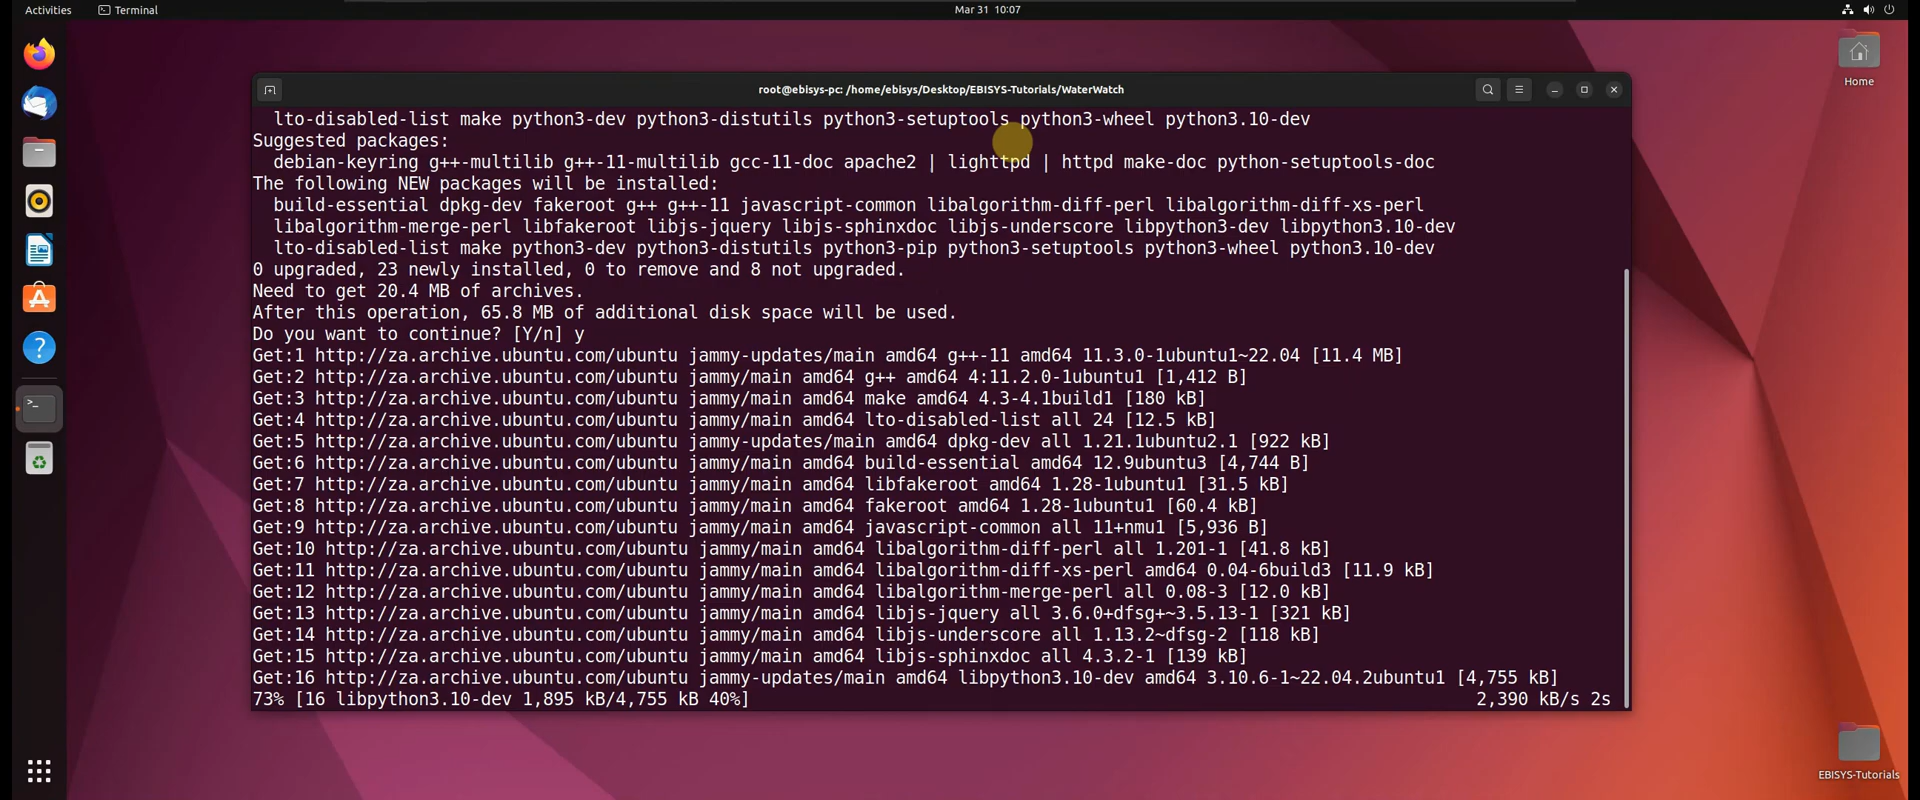 Activities
Terminal
Mar 31 10:07
Home
root@ebisys-pc: /home/ebisys/Desktop/EBISYS-Tutorials/WaterWatch
lto-disabled-list make python3-dev python3-distutils python3-setuptools python3-wheel python3.10-dev
Suggested packages:
debian-keyring g++-multilib g++-11-multilib gcc-11-doc apache2 | lighttpd | httpd make-doc python-setuptools-doc
The following NEW packages will be installed:
build-essential dpkg-dev fakeroot g++ g++-11 javascript-common libalgorithm-diff-perl libalgorithm-diff-xs-perl
libalgorithm-merge-perl libfakeroot libjs-jquery libjs-sphinxdoc libjs-underscore libpython3-dev libpython3.10-dev
lto-disabled-list make python3-dev python3-distutils python3-pip python3-setuptools python3-wheel python3.10-dev
0 upgraded, 23 newly installed, 0 to remove and 8 not upgraded.
Need to get 20.4 MB of archives.
After this operation, 65.8 MB of additional disk space will be used.
Do you want to continue? [Y/n] y
Get:1 http://za.archive.ubuntu.com/ubuntu jammy-updates/main amd64 g++-11 amd64 11.3.0-1ubuntu1~22.04 [11.4 MB]
Get:2 http://za.archive.ubuntu.com/ubuntu jammy/main amd64 g++ amd64 4:11.2.0-1ubuntu1 [1,412 B]
Get:3 http://za.archive.ubuntu.com/ubuntu jammy/main amd64 make amd64 4.3-4.1build1 [180 kB]
Get:4 http://za.archive.ubuntu.com/ubuntu jammy/main amd64 lto-disabled-list all 24 [12.5 kB]
Get:5 http://za.archive.ubuntu.com/ubuntu jammy-updates/main amd64 dpkg-dev all 1.21.1ubuntu2.1 [922 kB]
Get:6 http://za.archive.ubuntu.com/ubuntu jammy/main amd64 build-essential amd64 12.9ubuntu3 [4,744 B]
Get:7 http://za.archive.ubuntu.com/ubuntu jammy/main amd64 libfakeroot amd64 1.28-1ubuntu1 [31.5 kB]
Get:8 http://za.archive.ubuntu.com/ubuntu jammy/main amd64 fakeroot amd64 1.28-1ubuntu1 [60.4 kB]
Get:9 http://za.archive.ubuntu.com/ubuntu jammy/main amd64 javascript-common all 11+nmu1 [5,936 B]
Get:10 http://za.archive.ubuntu.com/ubuntu jammy/main amd64 libalgorithm-diff-perl all 1.201-1 [41.8 kB]
Get:11 http://za.archive.ubuntu.com/ubuntu jammy/main amd64 libalgorithm-diff-xs-perl amd64 0.04-6build3 [11.9 kB]
Get:12 http://za.archive.ubuntu.com/ubuntu jammy/main amd64 libalgorithm-merge-perl all 0.08-3 [12.0 kB]
Get:13 http://za.archive.ubuntu.com/ubuntu jammy/main amd64 libjs-jquery all 3.6.0+dfsg+~3.5.13-1 [321 kB]
Get:14 http://za.archive.ubuntu.com/ubuntu jammy/main amd64 libjs-underscore all 1.13.2~dfsg-2 [118 kB]
Get:15 http://za.archive.ubuntu.com/ubuntu jammy/main amd64 libjs-sphinxdoc all 4.3.2-1 [139 kB]
Get:16 http://za.archive.ubuntu.com/ubuntu jammy-updates/main amd64 libpython3.10-dev amd64 3.10.6-1~22.04.2ubuntu1 [4,755 kB]
73% [16 libpython3.10-dev 1,895 kB/4,755 kB 40%] 2,390 kB/s 2s
EBISYS-Tutorials